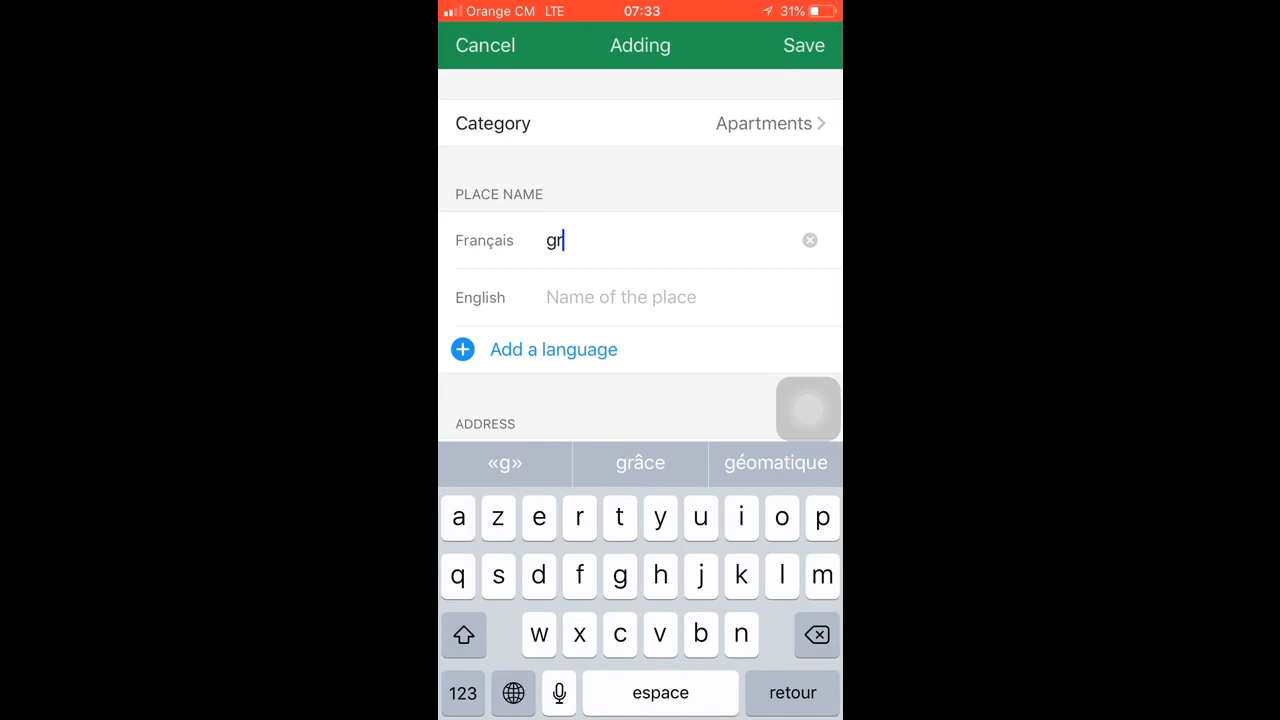 Orange CM LTE 07:33 31%
Cancel Adding Save
Category Apartments
PLACE NAME
Français gr
English Name of the place
Add a language
ADDRESS
«g» grâce géomatique
a z e r t y u i o p
q s d f g h j k l m
w x c v b n
123 espace retour